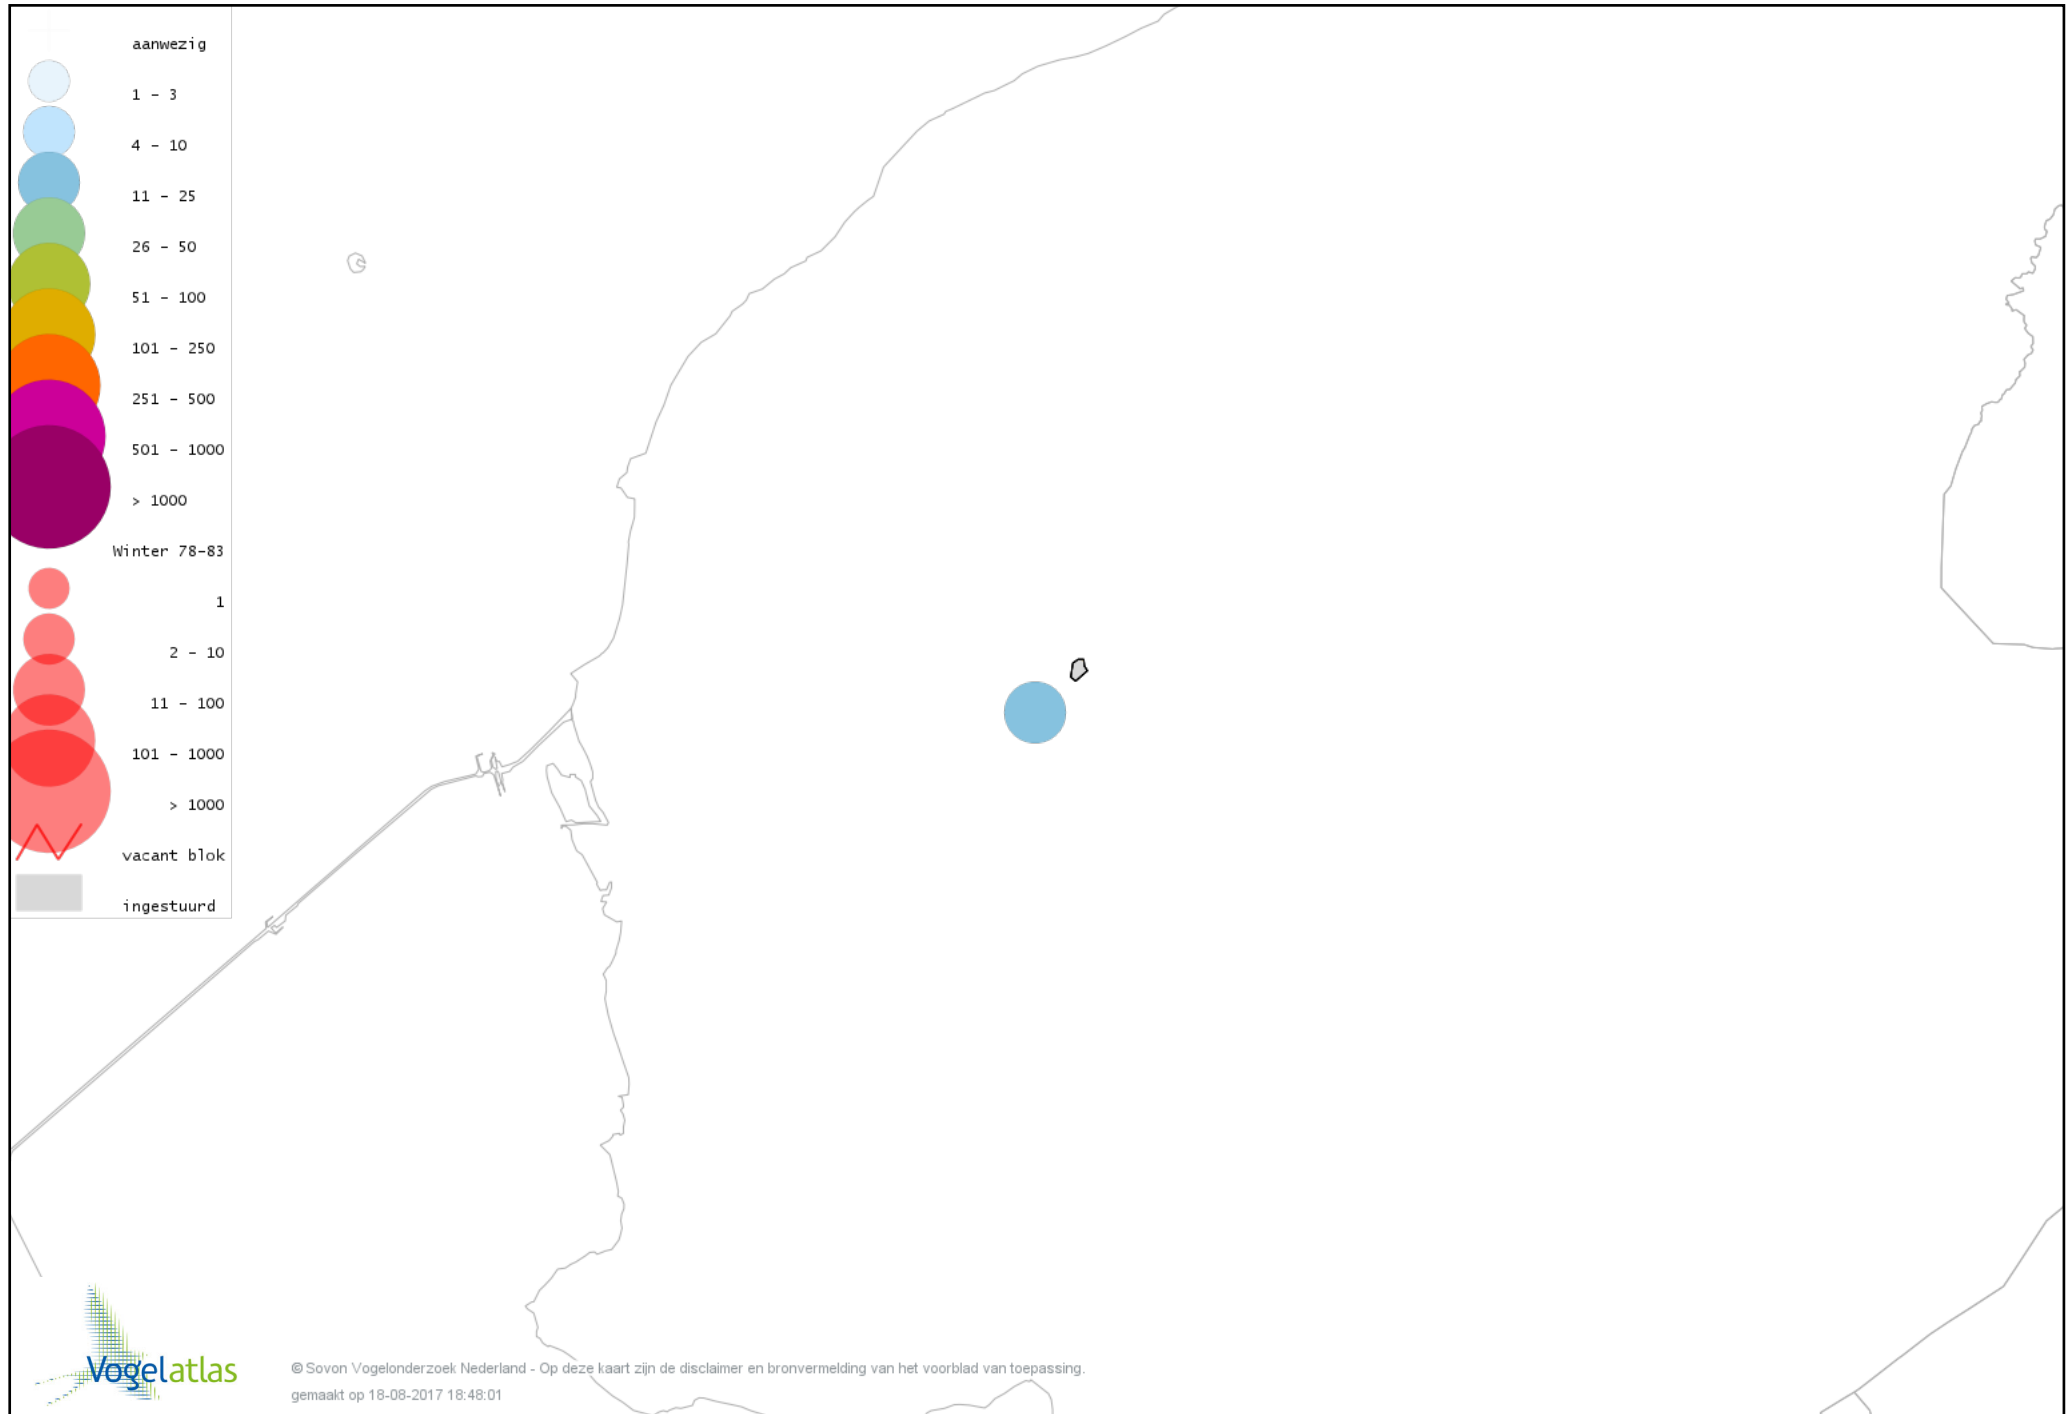 aanwezig
1 - 3
4 - 10
11 - 25
26 - 50
51 - 100
101 - 250
251 - 500
501 - 1000
> 1000
Winter 78-83
1
2 - 10
11 - 100
101 - 1000
> 1000
vacant blok
ingestuurd
Vogelatlas
© Sovon Vogelonderzoek Nederland - Op deze kaart zijn de disclaimer en bronvermelding van het voorblad van toepassing.
gemaakt op 18-08-2017 18:48:01